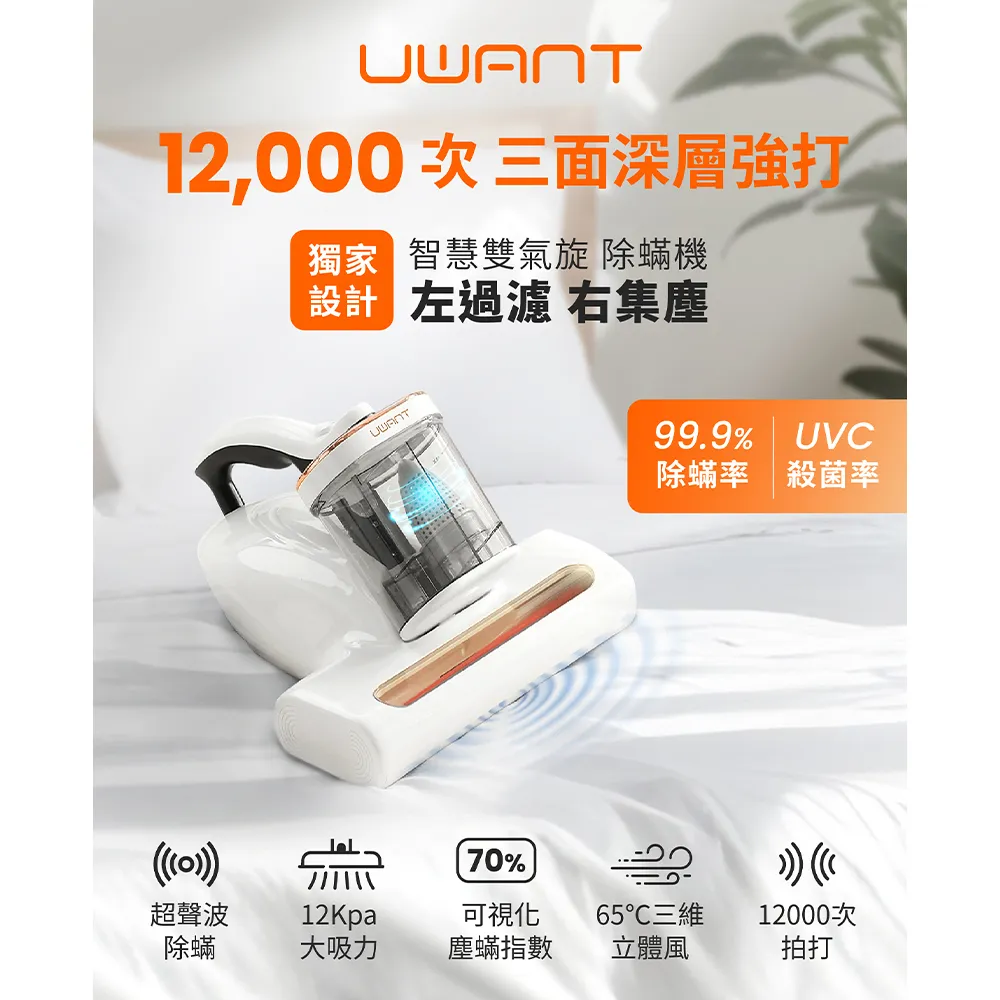 UWANT
12,000 次 三面深層強打
獨家
設計
智慧雙氣旋 除蟎機
左過濾 右集塵
UWANT
99.9%
除蟎率
UVC
殺菌率
超聲波
除蟎
12Kpa
大吸力
70%
可視化
塵蟎指數
65℃三維
立體風
12000次
拍打